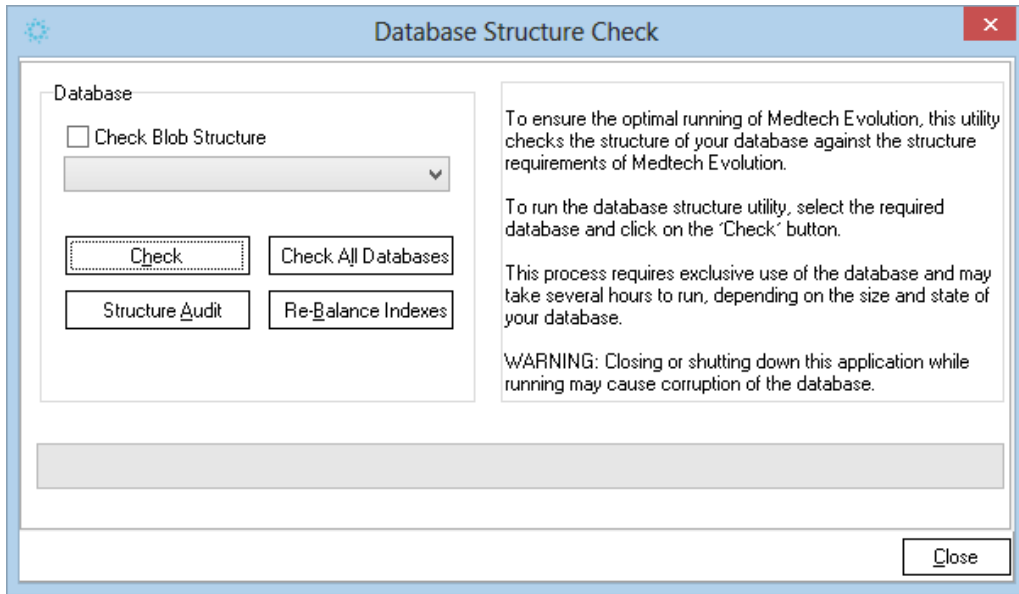 Database Structure Check
Database
Check Blob Structure
Check
Check All Databases
Structure Audit
Re-Balance Indexes
To ensure the optimal running of Medtech Evolution, this utility
checks the structure of your database against the structure
requirements of Medtech Evolution.
To run the database structure utility, select the required
database and click on the ‘Check’ button.
This process requires exclusive use of the database and may
take several hours to run, depending on the size and state of
your database.
WARNING: Closing or shutting down this application while
running may cause corruption of the database.
Close